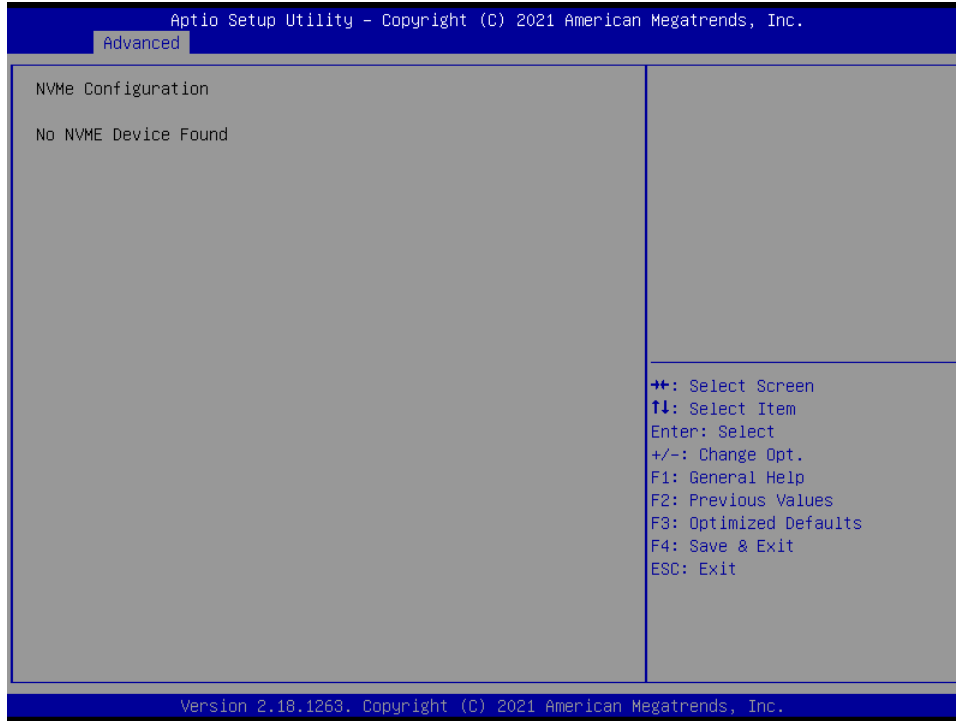 Aptio Setup Utility – Copyright (C) 2021 American Megatrends, Inc.
Advanced
NVMe Configuration
No NVME Device Found
→←: Select Screen
↑↓: Select Item
Enter: Select
+/-: Change Opt.
F1: General Help
F2: Previous Values
F3: Optimized Defaults
F4: Save & Exit
ESC: Exit
Version 2.18.1263. Copyright (C) 2021 American Megatrends, Inc.